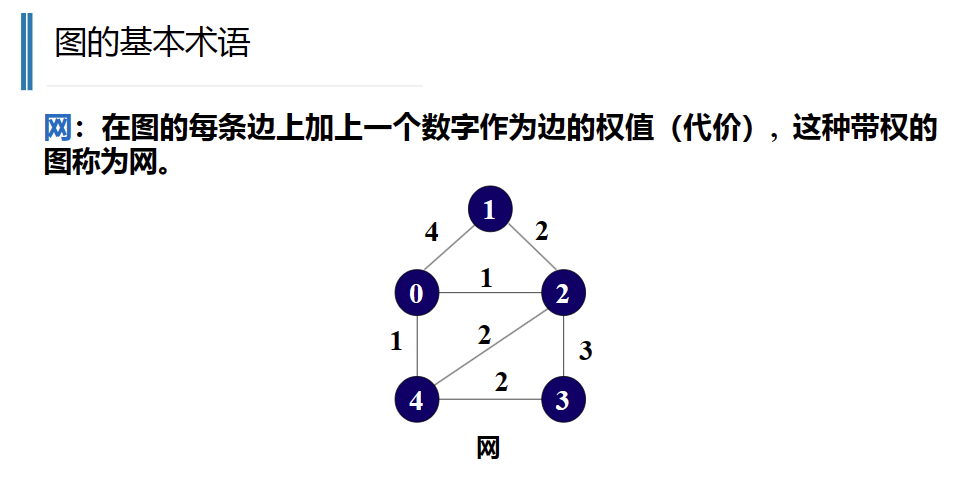 图的基本术语
网：在图的每条边上加上一个数字作为边的权值（代价）, 这种带权的
图称为网。
1
4 2
0 1 2
1 2 3
2
4 3
网